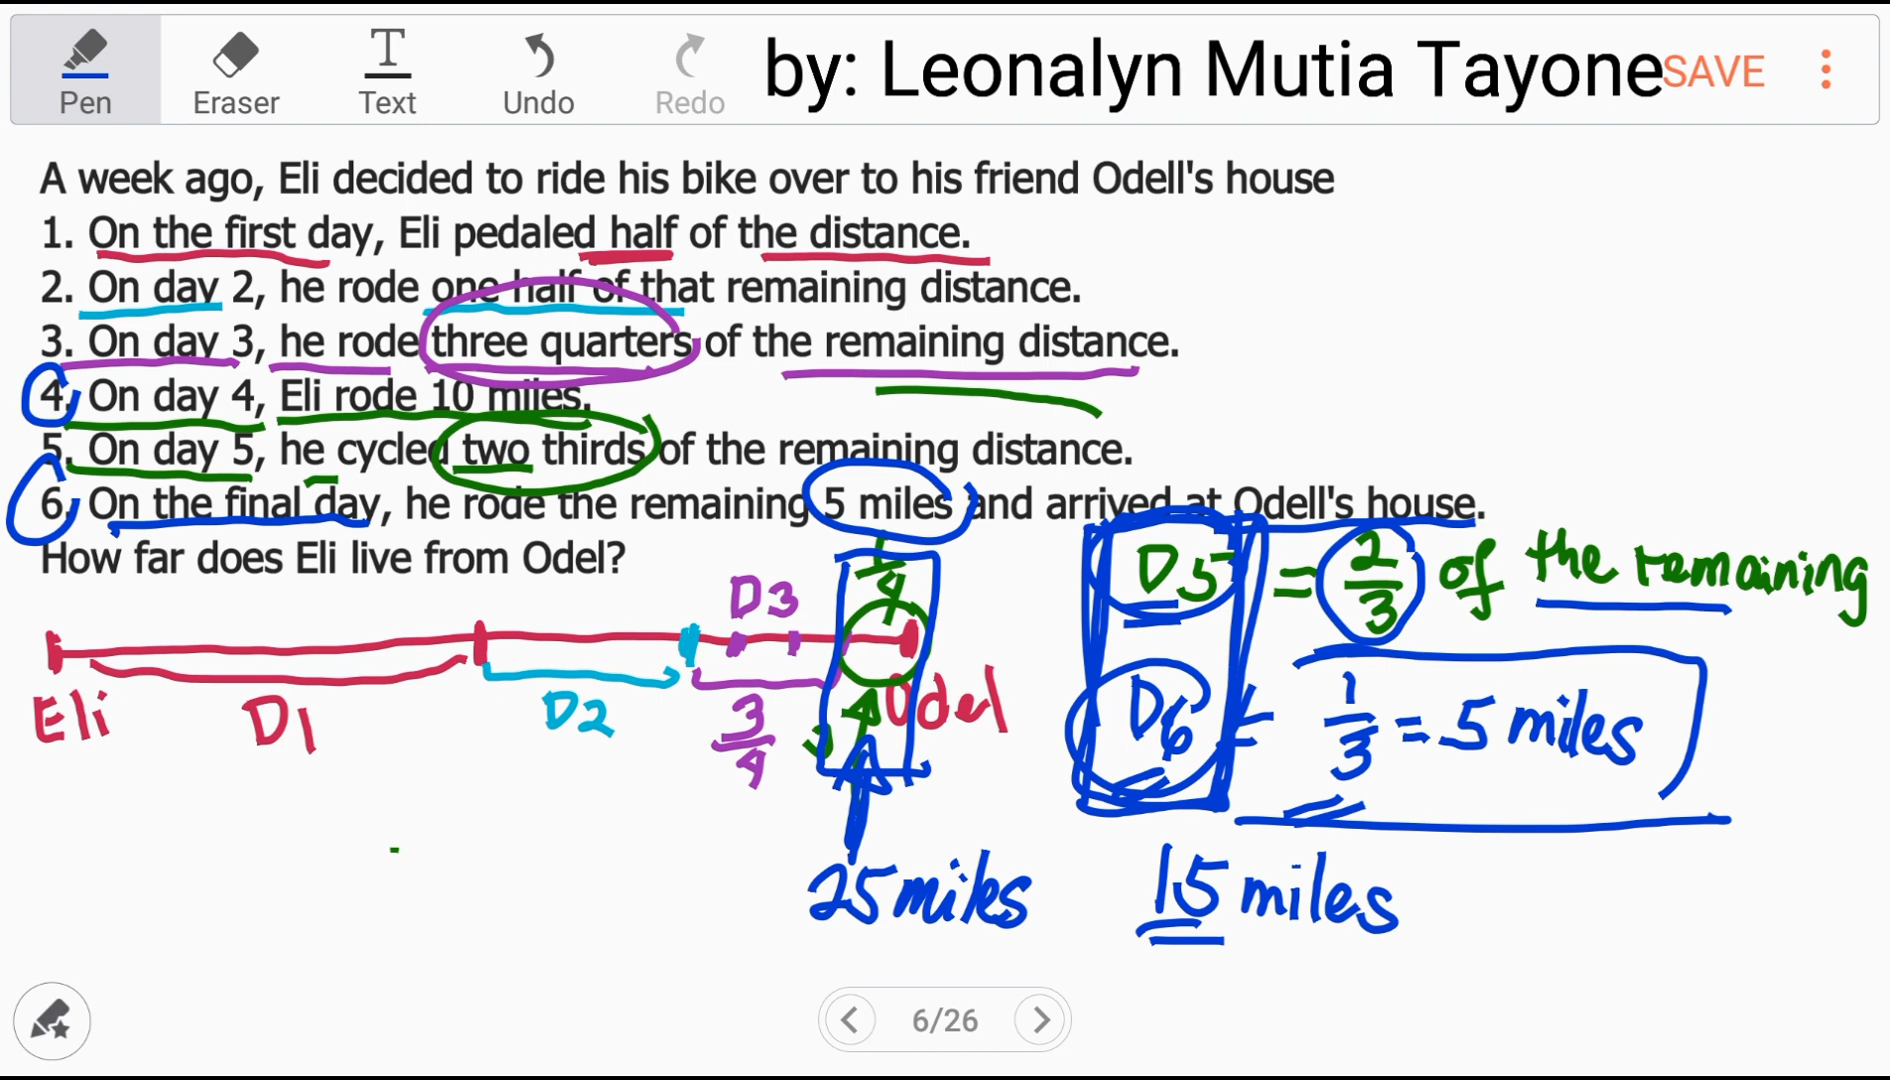 Pen
Eraser
Text
Undo
Redo
by: Leonalyn Mutia Tayone
SAVE
A week ago, Eli decided to ride his bike over to his friend Odell's house
1. On the first day, Eli pedaled half of the distance.
2. On day 2, he rode one half of that remaining distance.
3. On day 3, he rode three quarters of the remaining distance.
4. On day 4, Eli rode 10 miles.
5. On day 5, he cycled two thirds of the remaining distance.
6. On the final day, he rode the remaining 5 miles and arrived at Odell's house.
How far does Eli live from Odel?
D3
1/4
D5 = 2/3 of the remaining
Eli
D1
D2
3/4
Odel
D6 = 1/3 = 5 miles
25 miles
15 miles
6/26